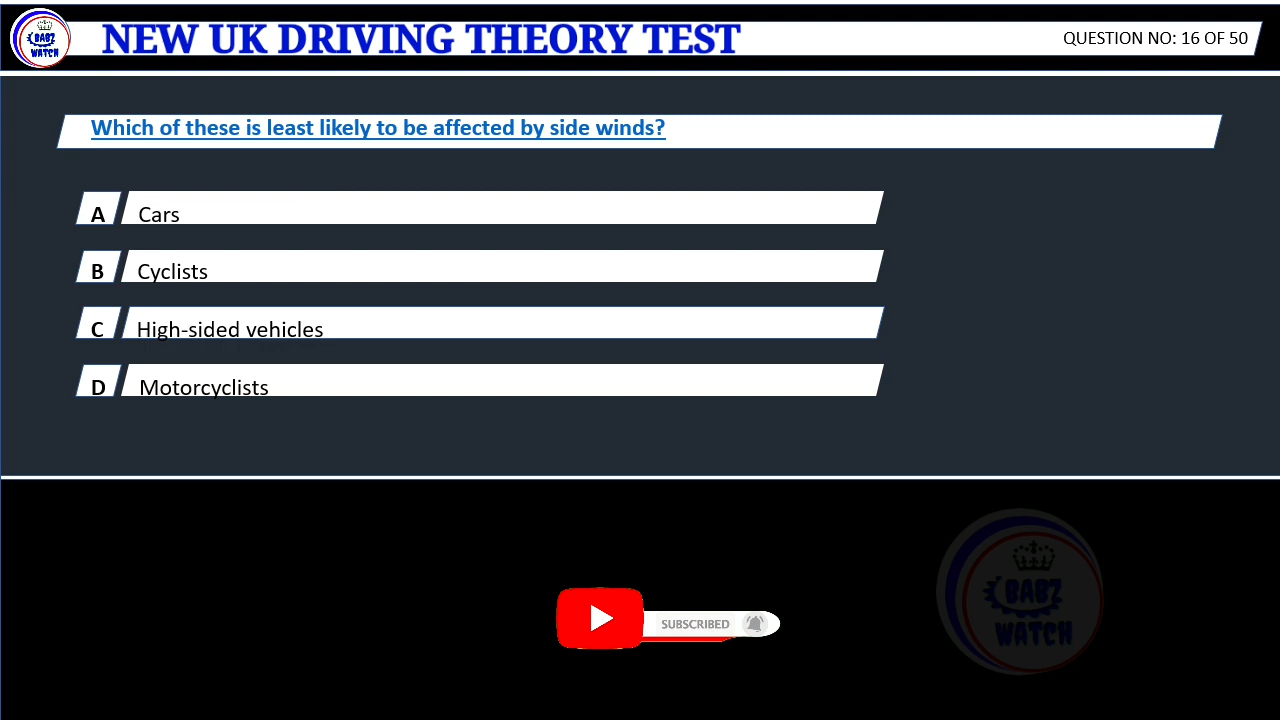 BABZ
WATCH
NEW UK DRIVING THEORY TEST
QUESTION NO: 16 OF 50
Which of these is least likely to be affected by side winds?
A Cars
B Cyclists
C High-sided vehicles
D Motorcyclists
SUBSCRIBED
BABZ
WATCH